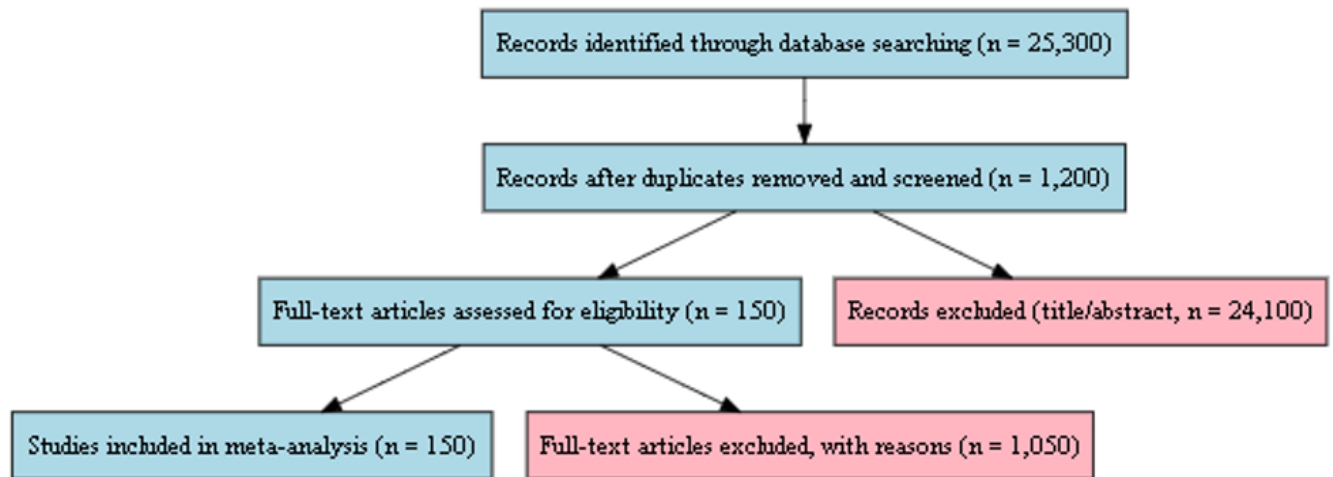 Records identified through database searching (n = 25,300)
Records after duplicates removed and screened (n = 1,200)
Full-text articles assessed for eligibility (n = 150)
Records excluded (title/abstract, n = 24,100)
Studies included in meta-analysis (n = 150)
Full-text articles excluded, with reasons (n = 1,050)